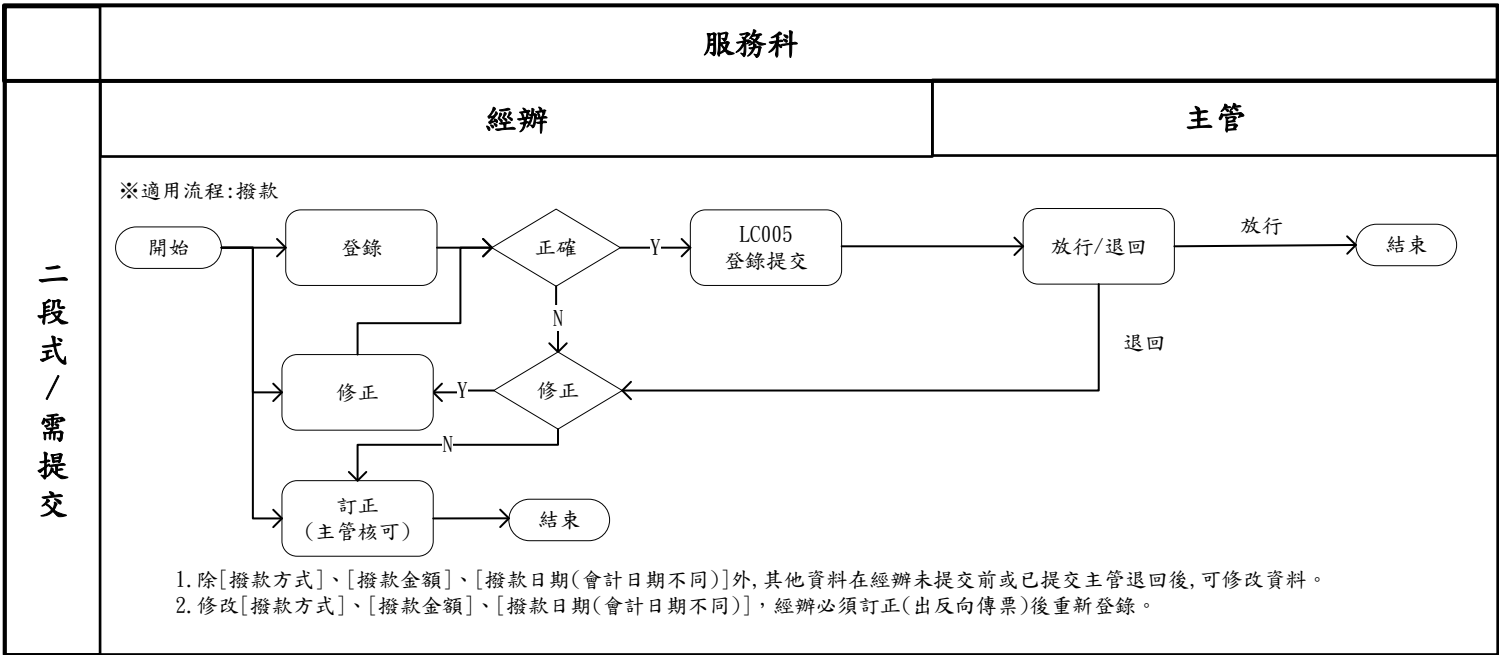 服務科
經辦
主管
二段式/需提交
※適用流程:撥款
開始
登錄
正確
Y
LC005
登錄提交
放行/退回
放行
結束
N
退回
修正
Y
修正
N
訂正
(主管核可)
結束
1.除[撥款方式]、[撥款金額]、[撥款日期(會計日期不同)]外,其他資料在經辦未提交前或已提交主管退回後,可修改資料。
2.修改[撥款方式]、[撥款金額]、[撥款日期(會計日期不同)],經辦必須訂正(出反向傳票)後重新登錄。